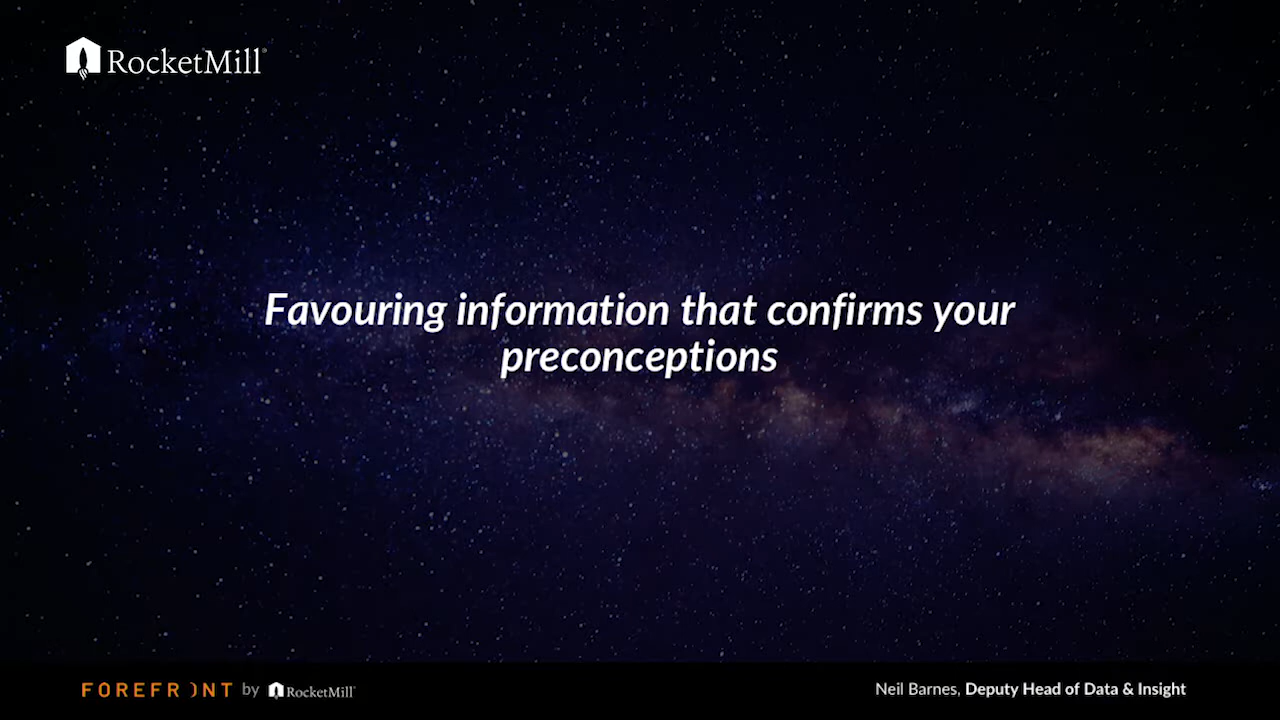 RocketMill®
Favouring information that confirms your
preconceptions
FOREFRONT by RocketMill®
Neil Barnes, Deputy Head of Data & Insight